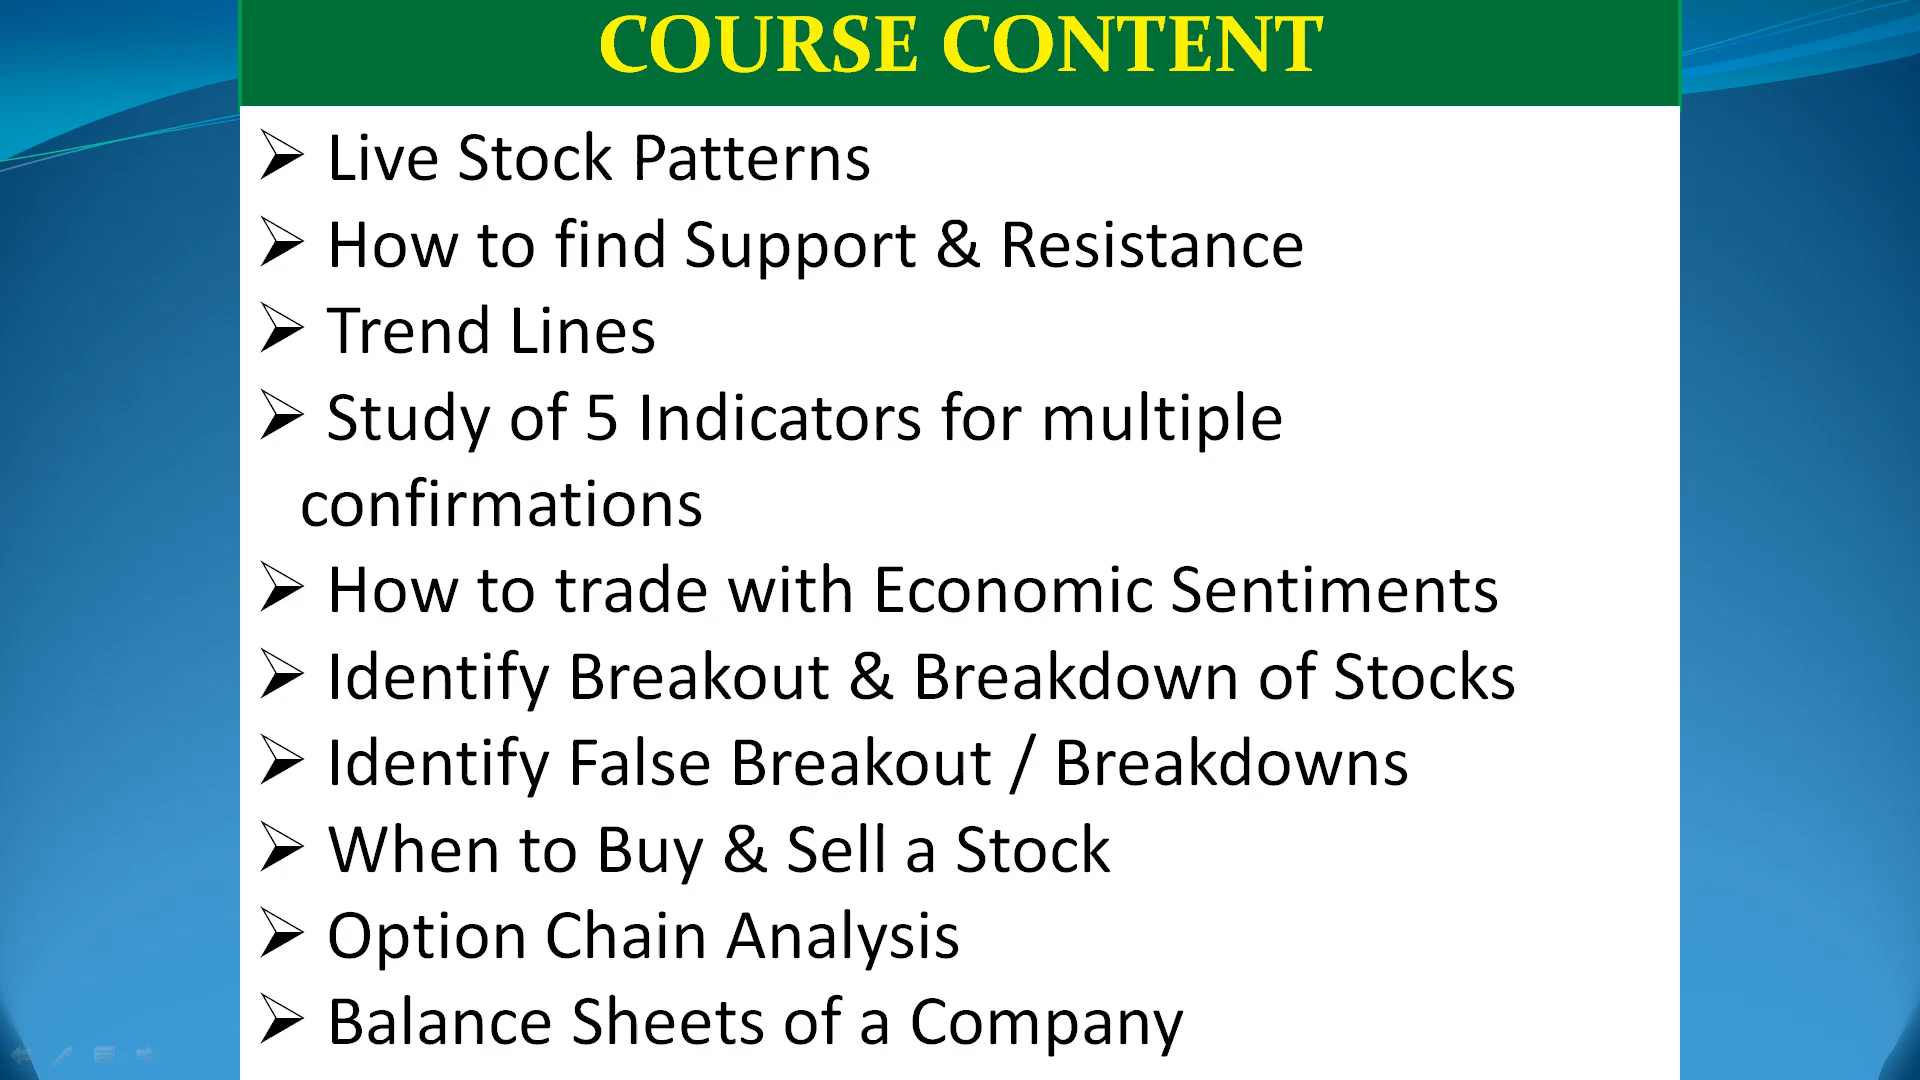 COURSE CONTENT
➢ Live Stock Patterns
➢ How to find Support & Resistance
➢ Trend Lines
➢ Study of 5 Indicators for multiple
confirmations
➢ How to trade with Economic Sentiments
➢ Identify Breakout & Breakdown of Stocks
➢ Identify False Breakout / Breakdowns
➢ When to Buy & Sell a Stock
➢ Option Chain Analysis
➢ Balance Sheets of a Company